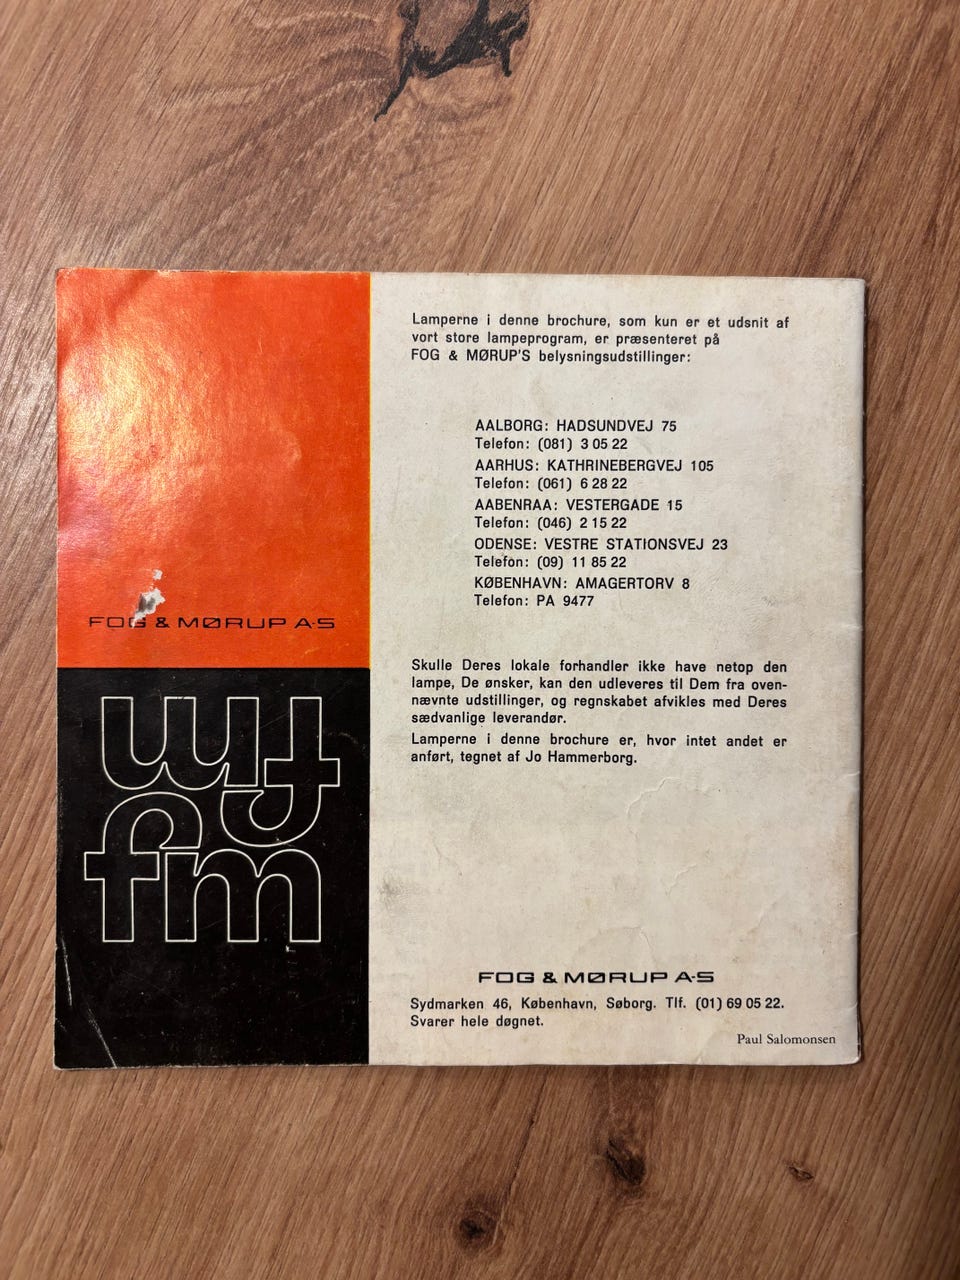 Lamperne i denne brochure, som kun er et udsnit af
vort store lampeprogram, er præsenteret på
FOG & MØRUP'S belysningsudstillinger:
AALBORG: HADSUNDVEJ 75
Telefon: (081) 3 05 22
AARHUS: KATHRINEBERGVEJ 105
Telefon: (061) 6 28 22
AABENRAA: VESTERGADE 15
Telefon: (046) 2 15 22
ODENSE: VESTRE STATIONSVEJ 23
Telefon: (09) 11 85 22
KØBENHAVN: AMAGERTORV 8
Telefon: PA 9477
FOG & MØRUP A·S
Skulle Deres lokale forhandler ikke have netop den
lampe, De ønsker, kan den udleveres til Dem fra oven-
nævnte udstillinger, og regnskabet afvikles med Deres
sædvanlige leverandør.
Lamperne i denne brochure er, hvor intet andet er
anført, tegnet af Jo Hammerborg.
fm
fm
FOG & MØRUP A·S
Sydmarken 46, København, Søborg. Tlf. (01) 69 05 22.
Svarer hele døgnet.
Paul Salomonsen